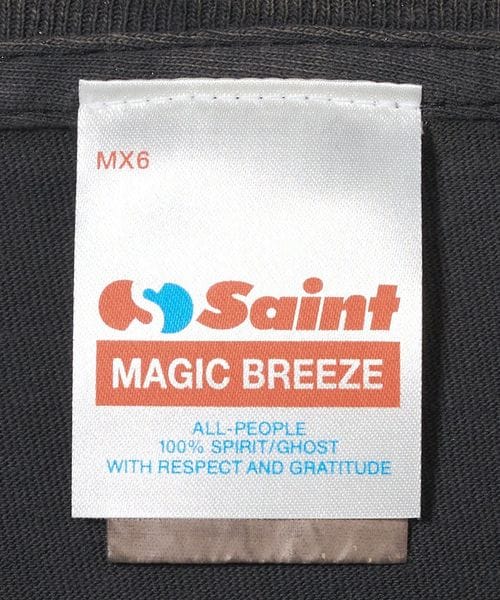 MX6
Saint
MAGIC BREEZE
ALL-PEOPLE
100% SPIRIT/GHOST
WITH RESPECT AND GRATITUDE